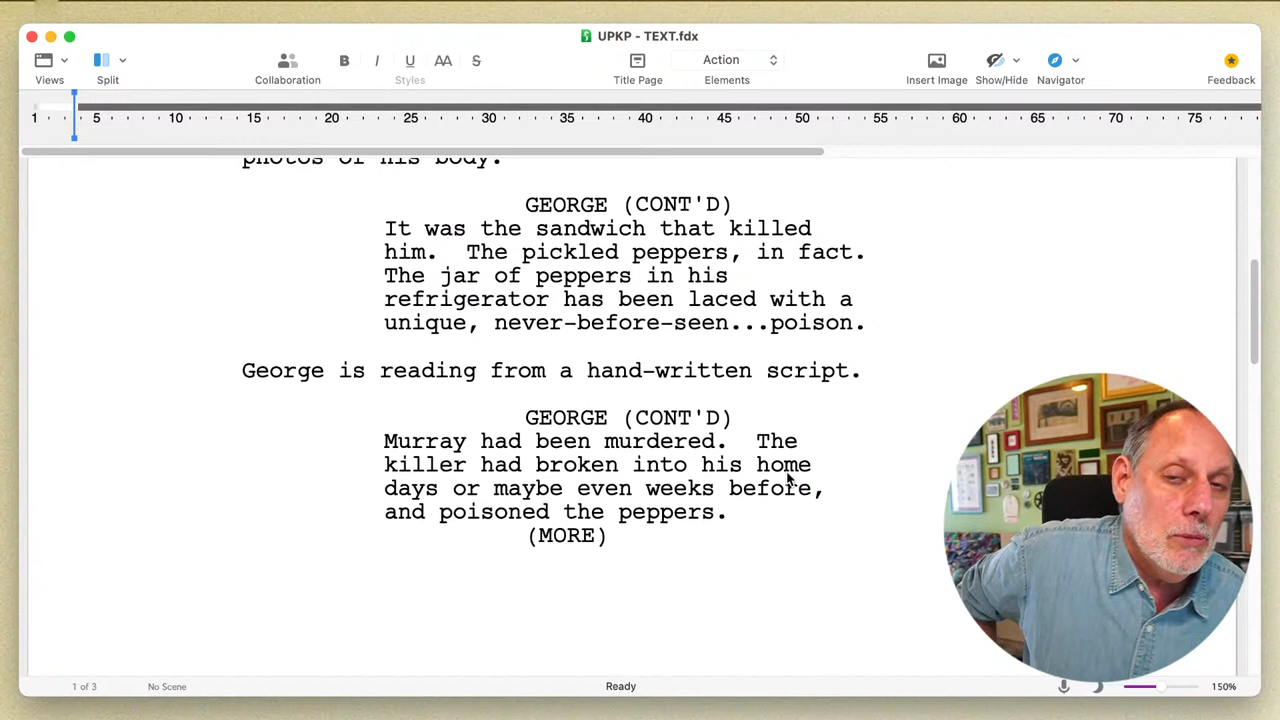 UPKP - TEXT.fdx
Views
Split
Collaboration
B I U AA S
Styles
Title Page
Action
Elements
Insert Image
Show/Hide
Navigator
Feedback
1 5 10 15 20 25 30 35 40 45 50 55 60 65 70 75
photos of his body.
GEORGE (CONT'D)
It was the sandwich that killed
him.  The pickled peppers, in fact.
The jar of peppers in his
refrigerator has been laced with a
unique, never-before-seen...poison.
George is reading from a hand-written script.
GEORGE (CONT'D)
Murray had been murdered.  The
killer had broken into his home
days or maybe even weeks before,
and poisoned the peppers.
(MORE)
1 of 3
No Scene
Ready
150%